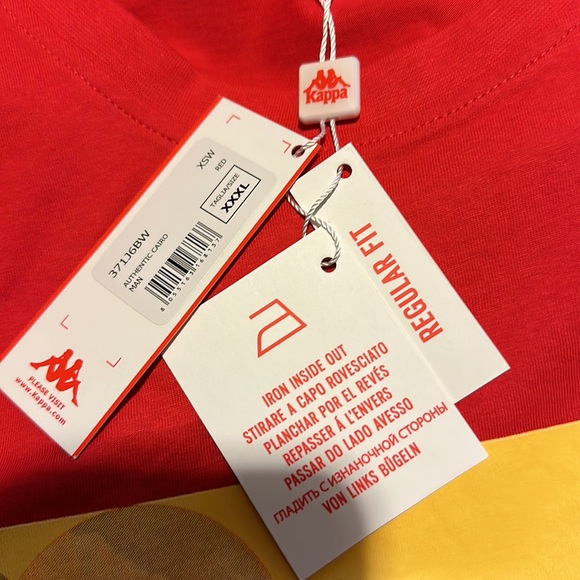 Kappa
XSW
RED
TAGLIA/SIZE
XXXL
371J6BW
AUTHENTIC CAIRO
MAN
PLEASE VISIT
www.Kappa.com
REGULAR FIT
IRON INSIDE OUT
STIRARE A CAPO ROVESCIATO
PLANCHAR POR EL REVÉS
REPASSER À L'ENVERS
PASSAR DO LADO AVESSO
ГЛАДИТЬ С ИЗНАНОЧНОЙ СТОРОНЫ
VON LINKS BÜGELN